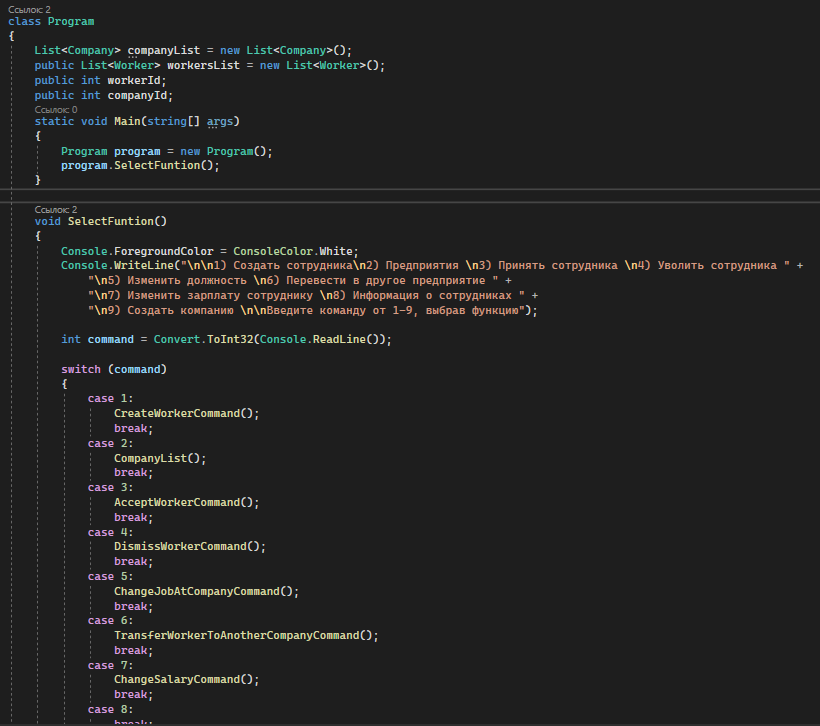 Ссылок: 2
class Program
{
List<Company> companyList = new List<Company>();
public List<Worker> workersList = new List<Worker>();
public int workerId;
public int companyId;
Ссылок: 0
static void Main(string[] args)
{
Program program = new Program();
program.SelectFuntion();
}
Ссылок: 2
void SelectFuntion()
{
Console.ForegroundColor = ConsoleColor.White;
Console.WriteLine("\n\n1) Создать сотрудника\n2) Предприятия \n3) Принять сотрудника \n4) Уволить сотрудника " +
"\n5) Изменить должность \n6) Перевести в другое предприятие " +
"\n7) Изменить зарплату сотруднику \n8) Информация о сотрудниках " +
"\n9) Создать компанию \n\nВведите команду от 1-9, выбрав функцию");
int command = Convert.ToInt32(Console.ReadLine());
switch (command)
{
case 1:
CreateWorkerCommand();
break;
case 2:
CompanyList();
break;
case 3:
AcceptWorkerCommand();
break;
case 4:
DismissWorkerCommand();
break;
case 5:
ChangeJobAtCompanyCommand();
break;
case 6:
TransferWorkerToAnotherCompanyCommand();
break;
case 7:
ChangeSalaryCommand();
break;
case 8:
break;